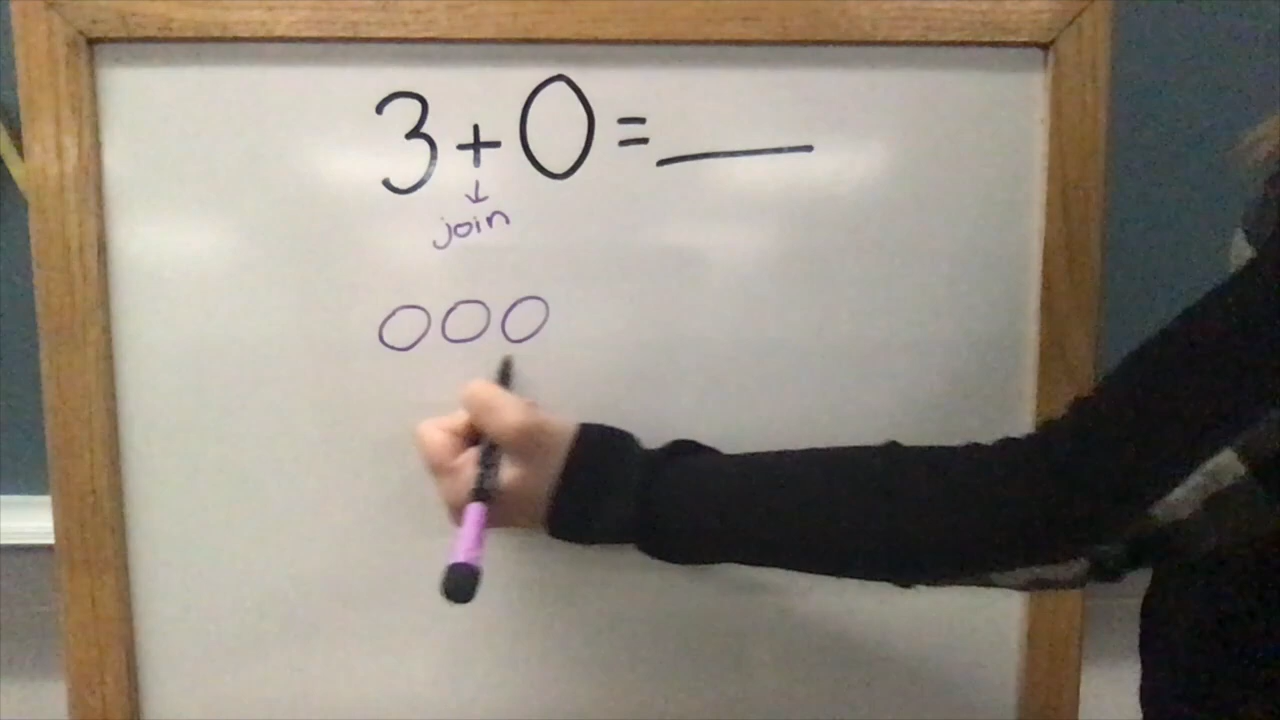 3+0=___
↓
join